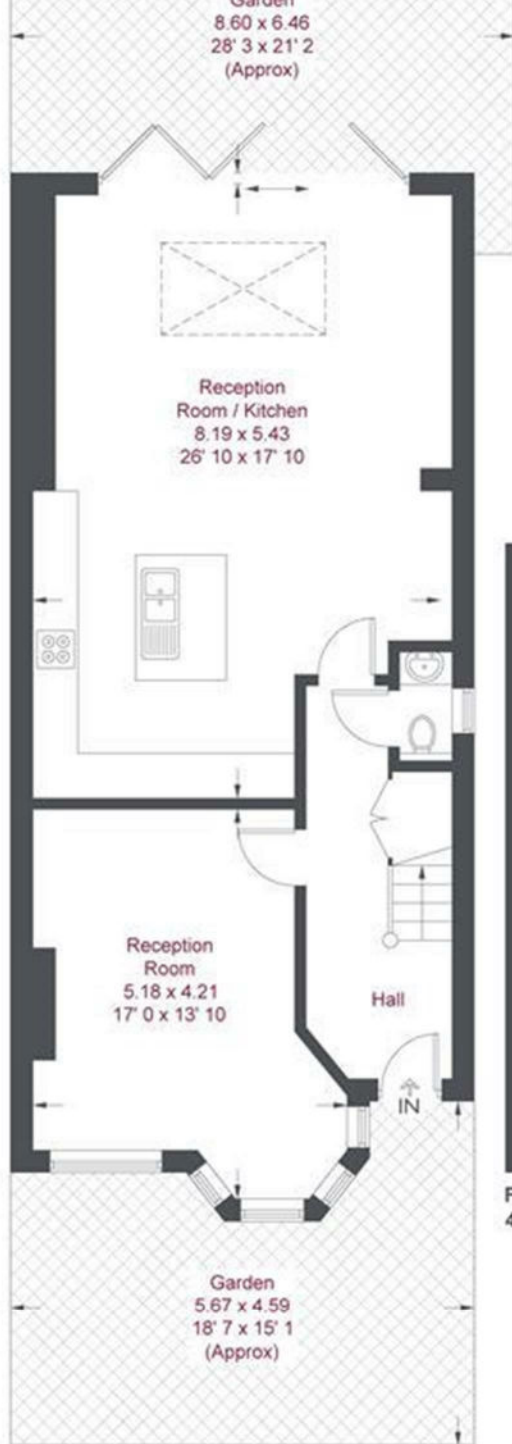 Garden
8.60 x 6.46
28' 3 x 21' 2
(Approx)
Reception
Room / Kitchen
8.19 x 5.43
26' 10 x 17' 10
Reception
Room
5.18 x 4.21
17' 0 x 13' 10
Hall
IN
Garden
5.67 x 4.59
18' 7 x 15' 1
(Approx)